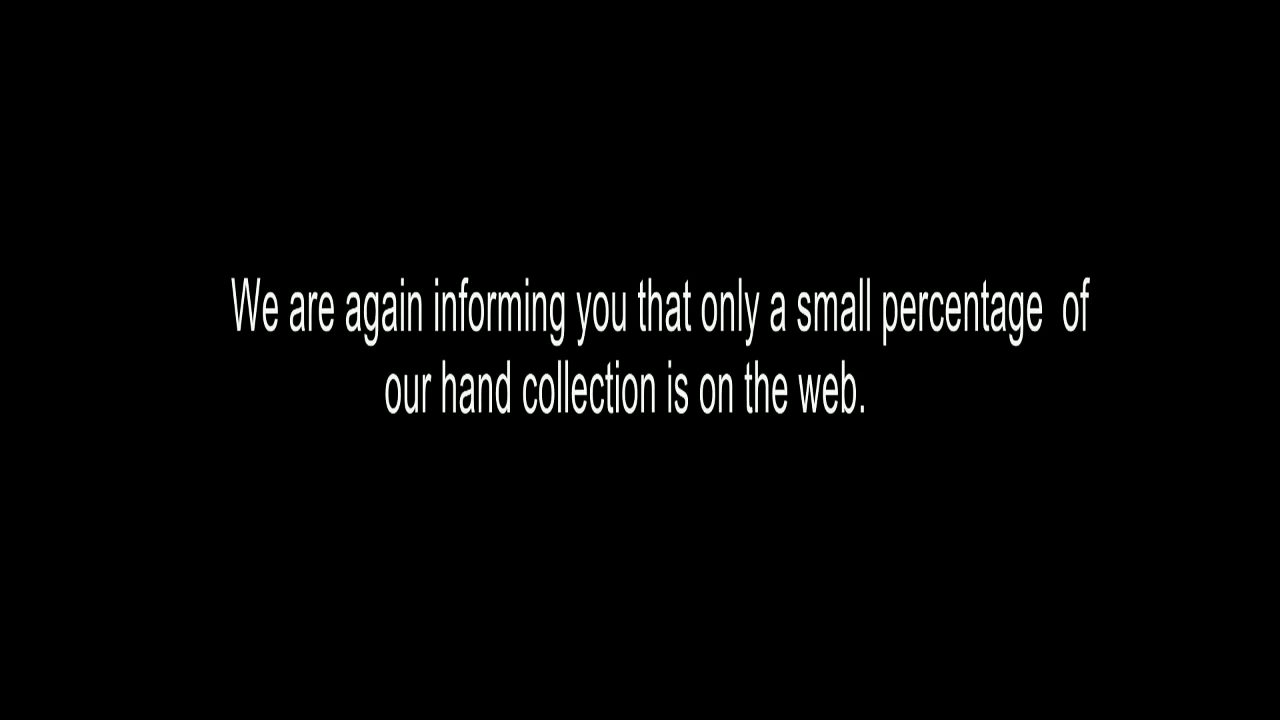 We are again informing you that only a small percentage  of
our hand collection is on the web.